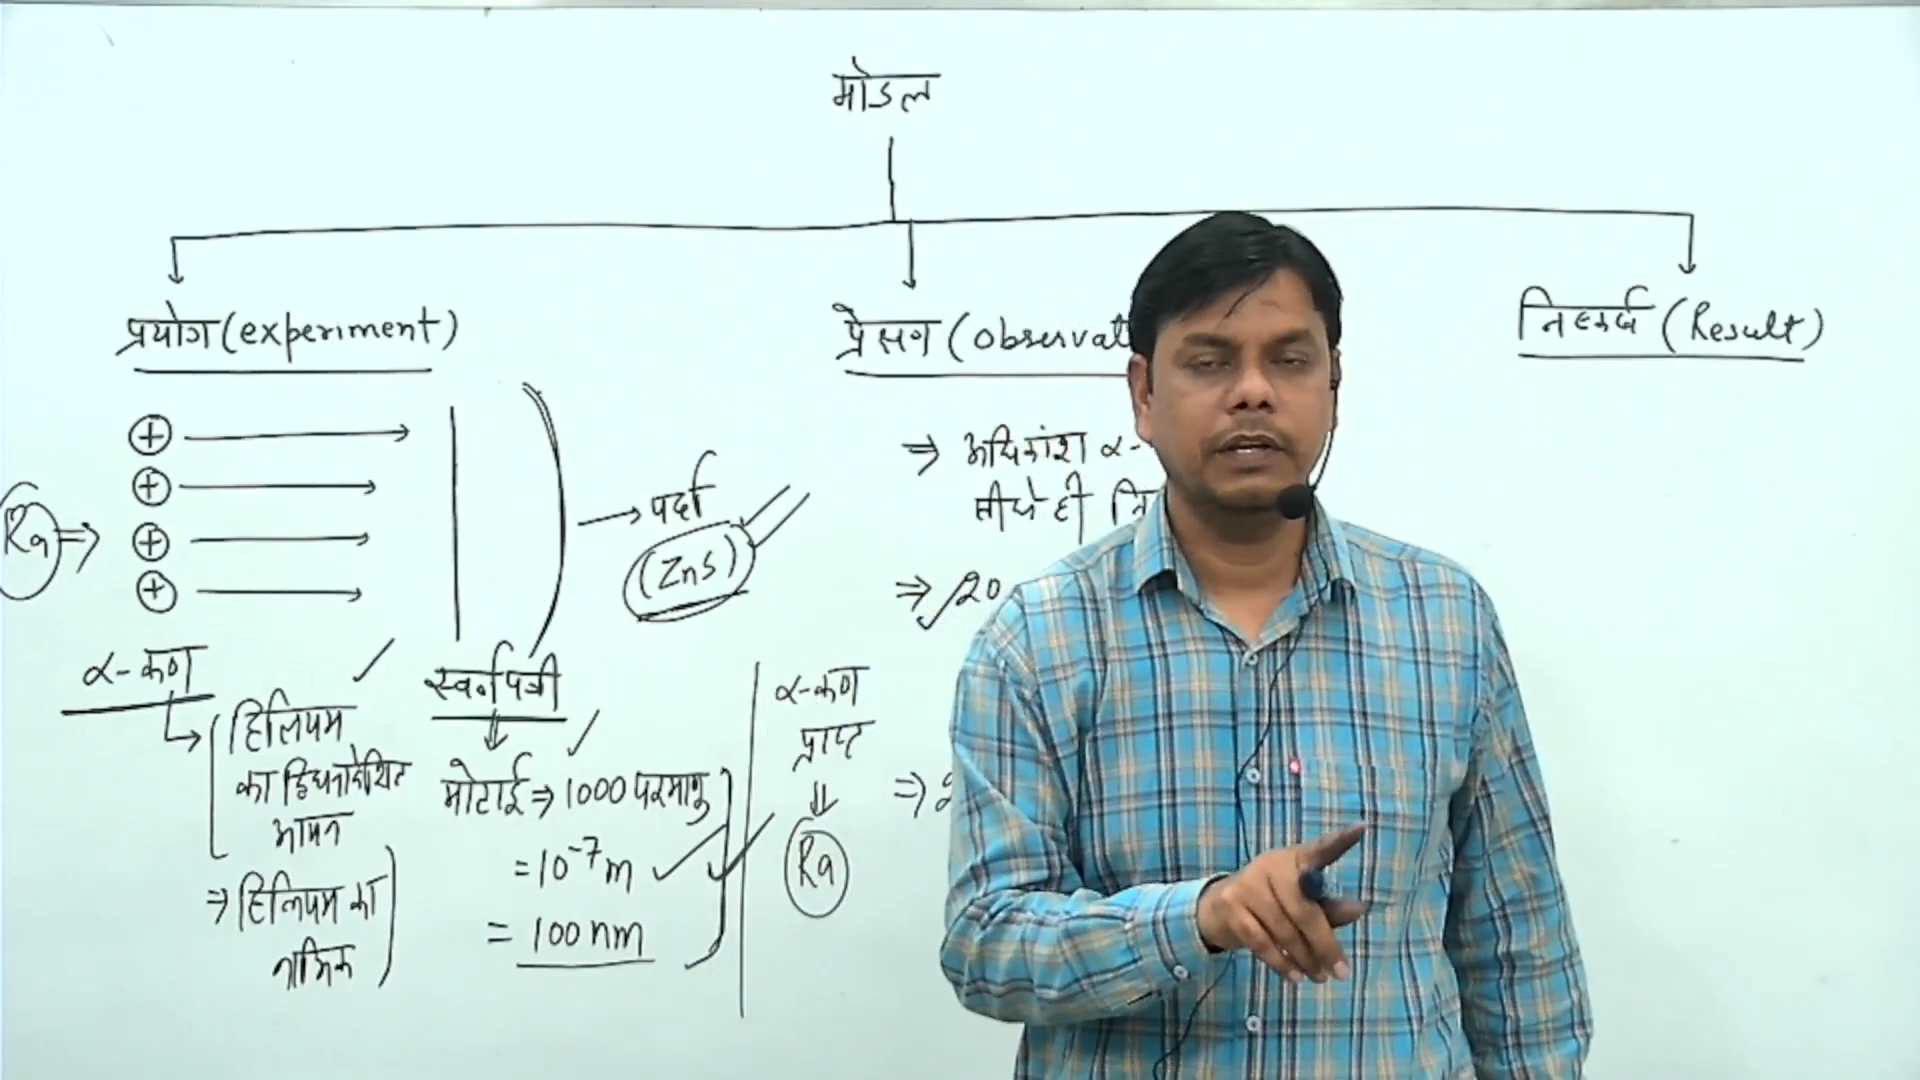 मोडल
प्रयोग (experiment)
प्रेक्षण (observat
निष्कर्ष (Result)
Ra ⇒
+
+
+
+
→ पर्दा
(ZnS)
α-कण
हिलियम
का द्विधनावेशित
आयन
⇒ हिलियम का
नाभिक
स्वर्णपत्री
मोटाई ⇒ 1000 परमाणु
= 10⁻⁷ m
= 100 nm
α-कण
प्राप्त
⇓
Ra
⇒ अधिकांश α-
सीधे ही
⇒ 20
⇒